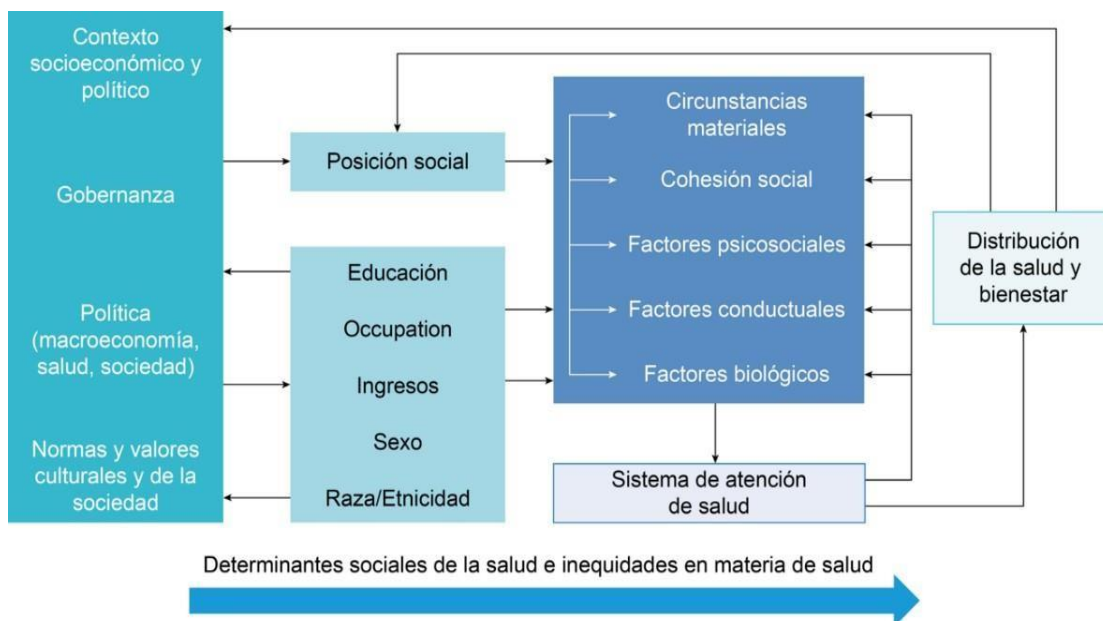 Contexto
socioeconómico y
político
Gobernanza
Política
(macroeconomía,
salud, sociedad)
Normas y valores
culturales y de la
sociedad
Posición social
Educación
Occupation
Ingresos
Sexo
Raza/Etnicidad
Circunstancias
materiales
Cohesión social
Factores psicosociales
Factores conductuales
Factores biológicos
Sistema de atención
de salud
Distribución
de la salud y
bienestar
Determinantes sociales de la salud e inequidades en materia de salud